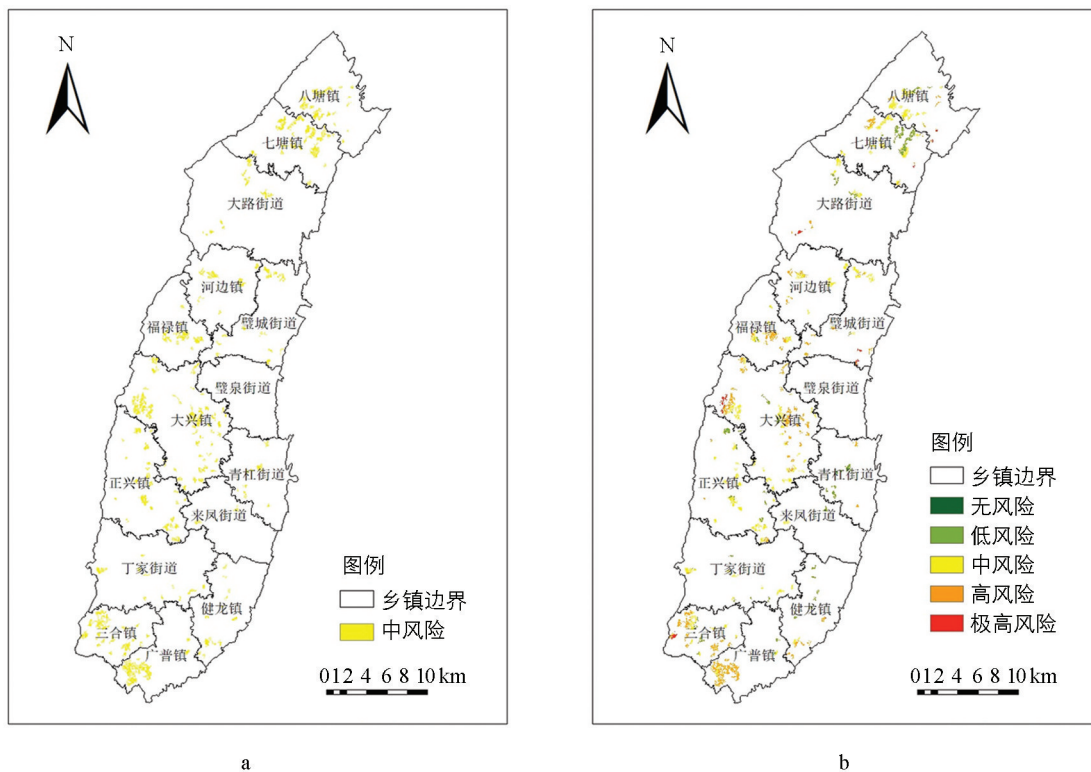 N
八塘镇
七塘镇
大路街道
河边镇
璧城街道
福禄镇
璧泉街道
大兴镇
青杠街道
正兴镇
来凤街道
丁家街道
健龙镇
三合镇
广普镇
图例
乡镇边界
中风险
012 4 6 8 10 km
a
N
八塘镇
七塘镇
大路街道
河边镇
璧城街道
福禄镇
璧泉街道
大兴镇
青杠街道
正兴镇
来凤街道
丁家街道
健龙镇
三合镇
广普镇
图例
乡镇边界
无风险
低风险
中风险
高风险
极高风险
012 4 6 8 10 km
b